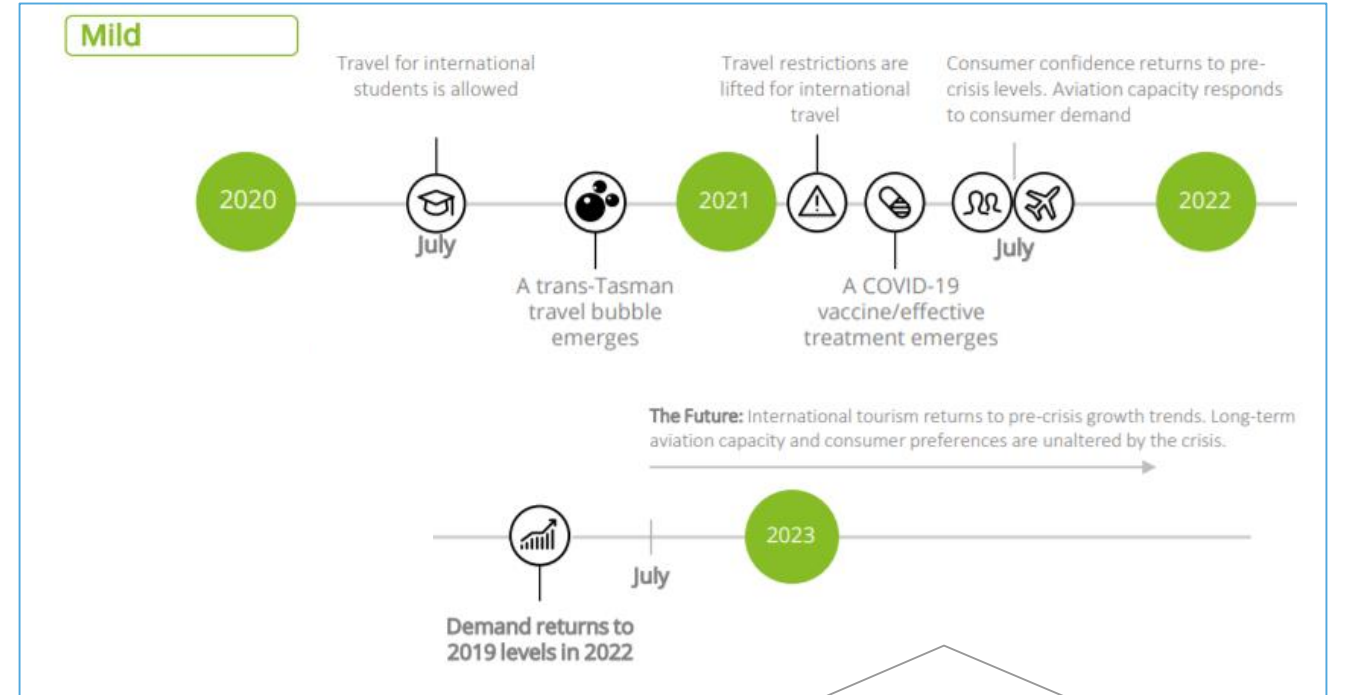 Mild
Travel for international
students is allowed
Travel restrictions are
lifted for international
travel
Consumer confidence returns to pre-
crisis levels. Aviation capacity responds
to consumer demand
2020
2021
2022
July
July
A trans-Tasman
travel bubble
emerges
A COVID-19
vaccine/effective
treatment emerges
The Future: International tourism returns to pre-crisis growth trends. Long-term
aviation capacity and consumer preferences are unaltered by the crisis.
2023
July
Demand returns to
2019 levels in 2022